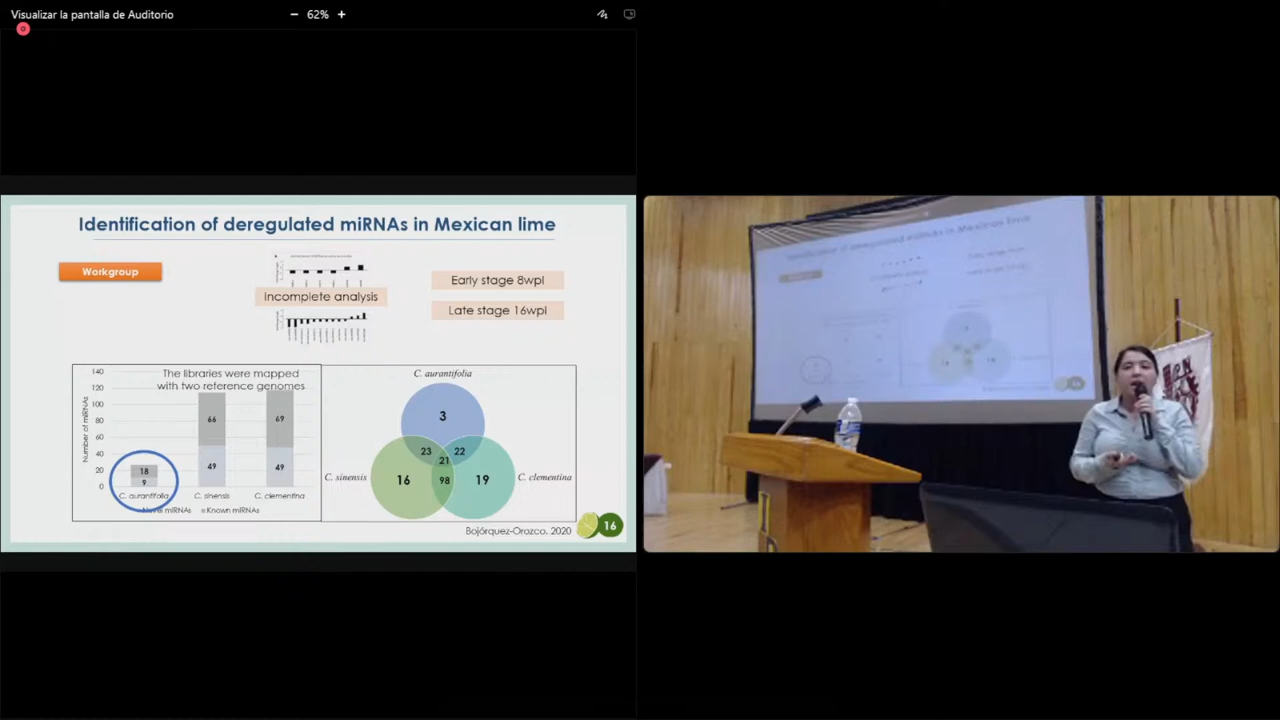 Visualizar la pantalla de Auditorio
62%
Identification of deregulated miRNAs in Mexican lime
Workgroup
Incomplete analysis
Early stage 8wpI
Late stage 16wpI
The libraries were mapped
with two reference genomes
Number of miRNAs
140
120
100
80
60
40
20
0
18
9
66
49
69
49
C. aurantifolia
C. sinensis
C. clementina
Novel miRNAs
Known miRNAs
C. aurantifolia
3
23
22
21
C. sinensis
16
98
19
C. clementina
Bojórquez-Orozco. 2020
16